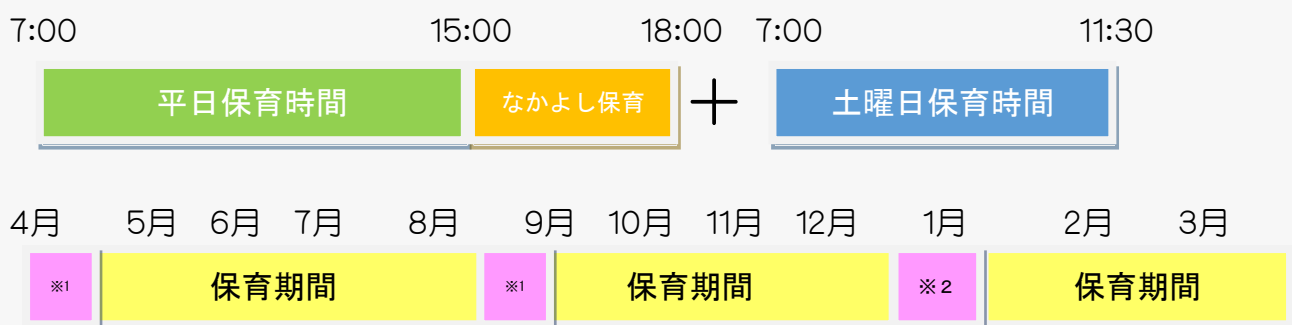 7:00 15:00 18:00 7:00 11:30
平日保育時間 なかよし保育 + 土曜日保育時間
4月 5月 6月 7月 8月 9月 10月 11月 12月 1月 2月 3月
※1 保育期間 ※1 保育期間 ※2 保育期間